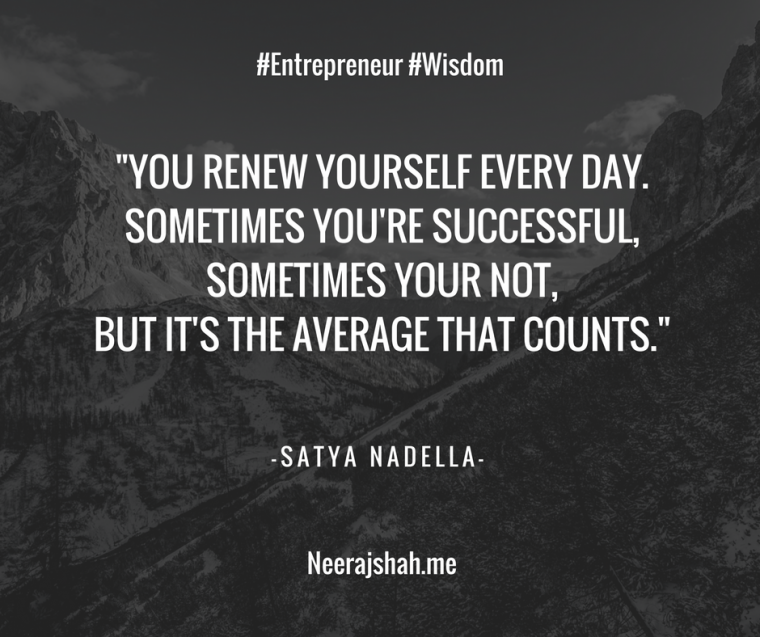 #Entrepreneur #Wisdom
"YOU RENEW YOURSELF EVERY DAY.
SOMETIMES YOU'RE SUCCESSFUL,
SOMETIMES YOUR NOT,
BUT IT'S THE AVERAGE THAT COUNTS."
-SATYA NADELLA-
Neerajshah.me